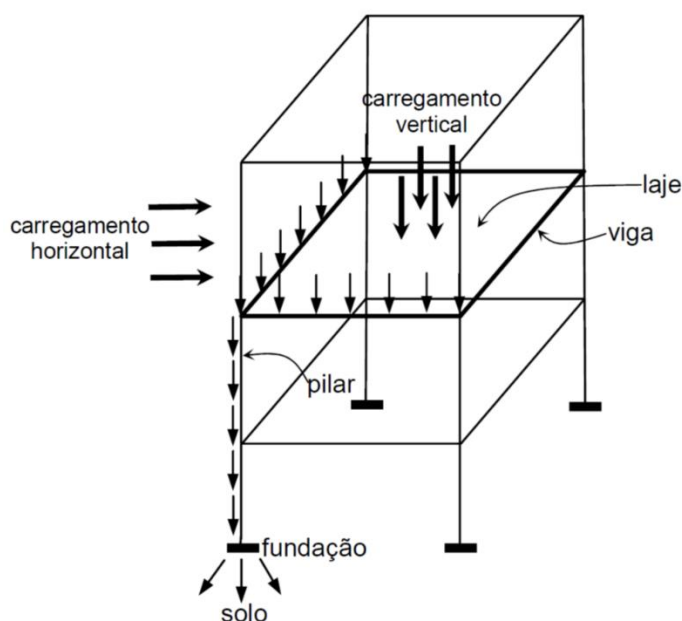 carregamento
vertical
laje
viga
carregamento
horizontal
pilar
fundação
solo